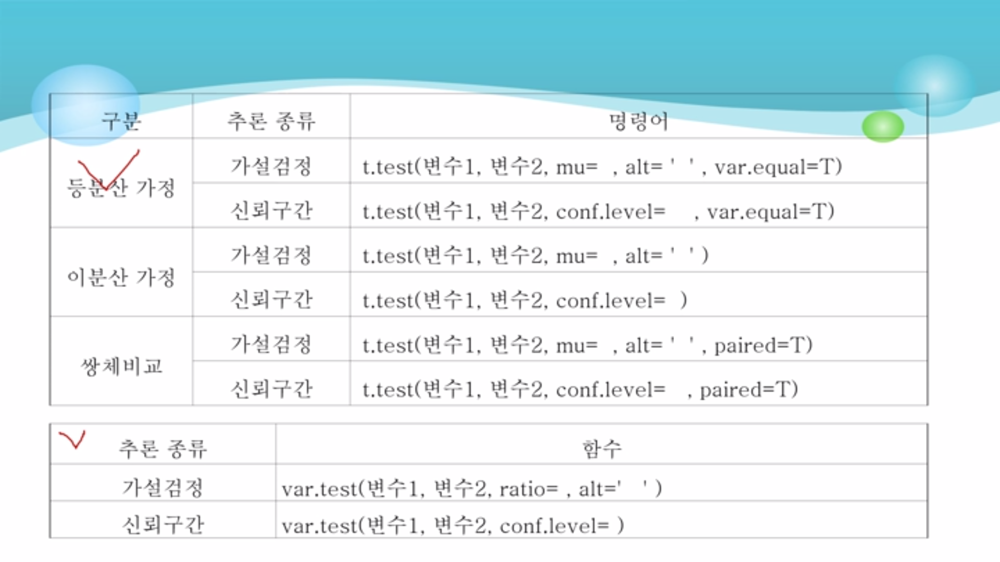 구분 추론 종류 명령어
등분산 가정
가설검정 t.test(변수1, 변수2, mu=  , alt= '  ' , var.equal=T)
신뢰구간 t.test(변수1, 변수2, conf.level=    , var.equal=T)
이분산 가정
가설검정 t.test(변수1, 변수2, mu=  , alt= '  ' )
신뢰구간 t.test(변수1, 변수2, conf.level=  )
쌍체비교
가설검정 t.test(변수1, 변수2, mu=  , alt= '  ' , paired=T)
신뢰구간 t.test(변수1, 변수2, conf.level=   , paired=T)
추론 종류 함수
가설검정 var.test(변수1, 변수2, ratio= , alt='   ' )
신뢰구간 var.test(변수1, 변수2, conf.level= )